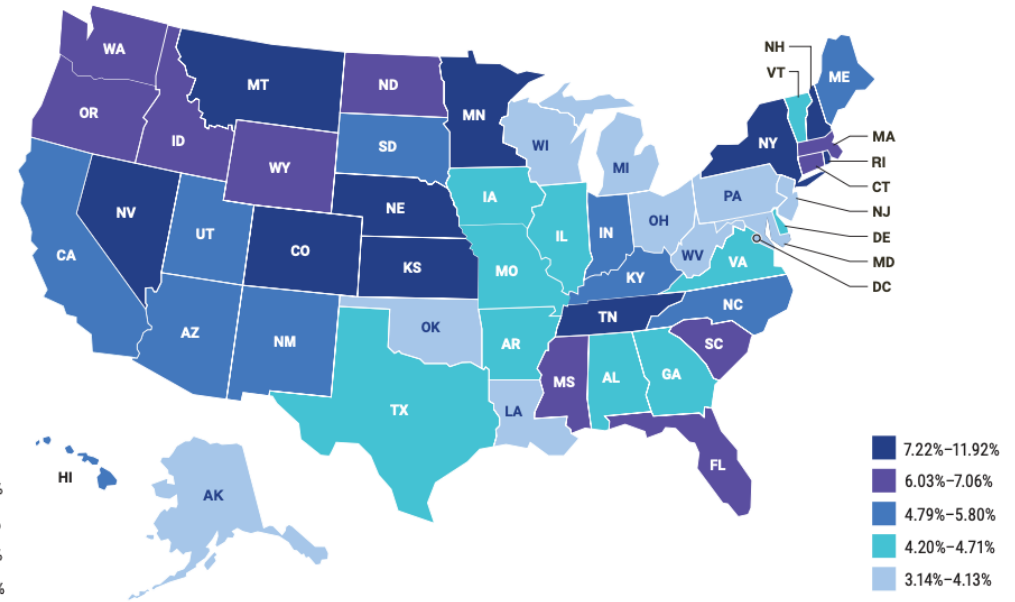 WA
MT
ND
MN
OR
ID
WY
SD
WI
MI
NY
NH
VT
ME
MA
RI
CT
NJ
DE
MD
DC
NV
UT
CO
NE
KS
IA
IL
IN
OH
PA
WV
VA
KY
MO
CA
AZ
NM
OK
AR
TN
NC
SC
TX
LA
MS
AL
GA
FL
HI
AK
7.22%–11.92%
6.03%–7.06%
4.79%–5.80%
4.20%–4.71%
3.14%–4.13%
%
%
%